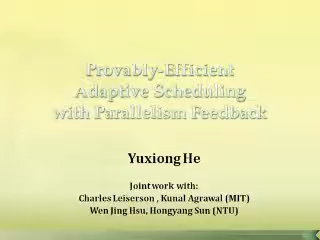 Provably-Efficient
Adaptive Scheduling
with Parallelism Feedback
Yuxiong He
Joint work with:
Charles Leiserson , Kunal Agrawal (MIT)
Wen Jing Hsu, Hongyang Sun (NTU)